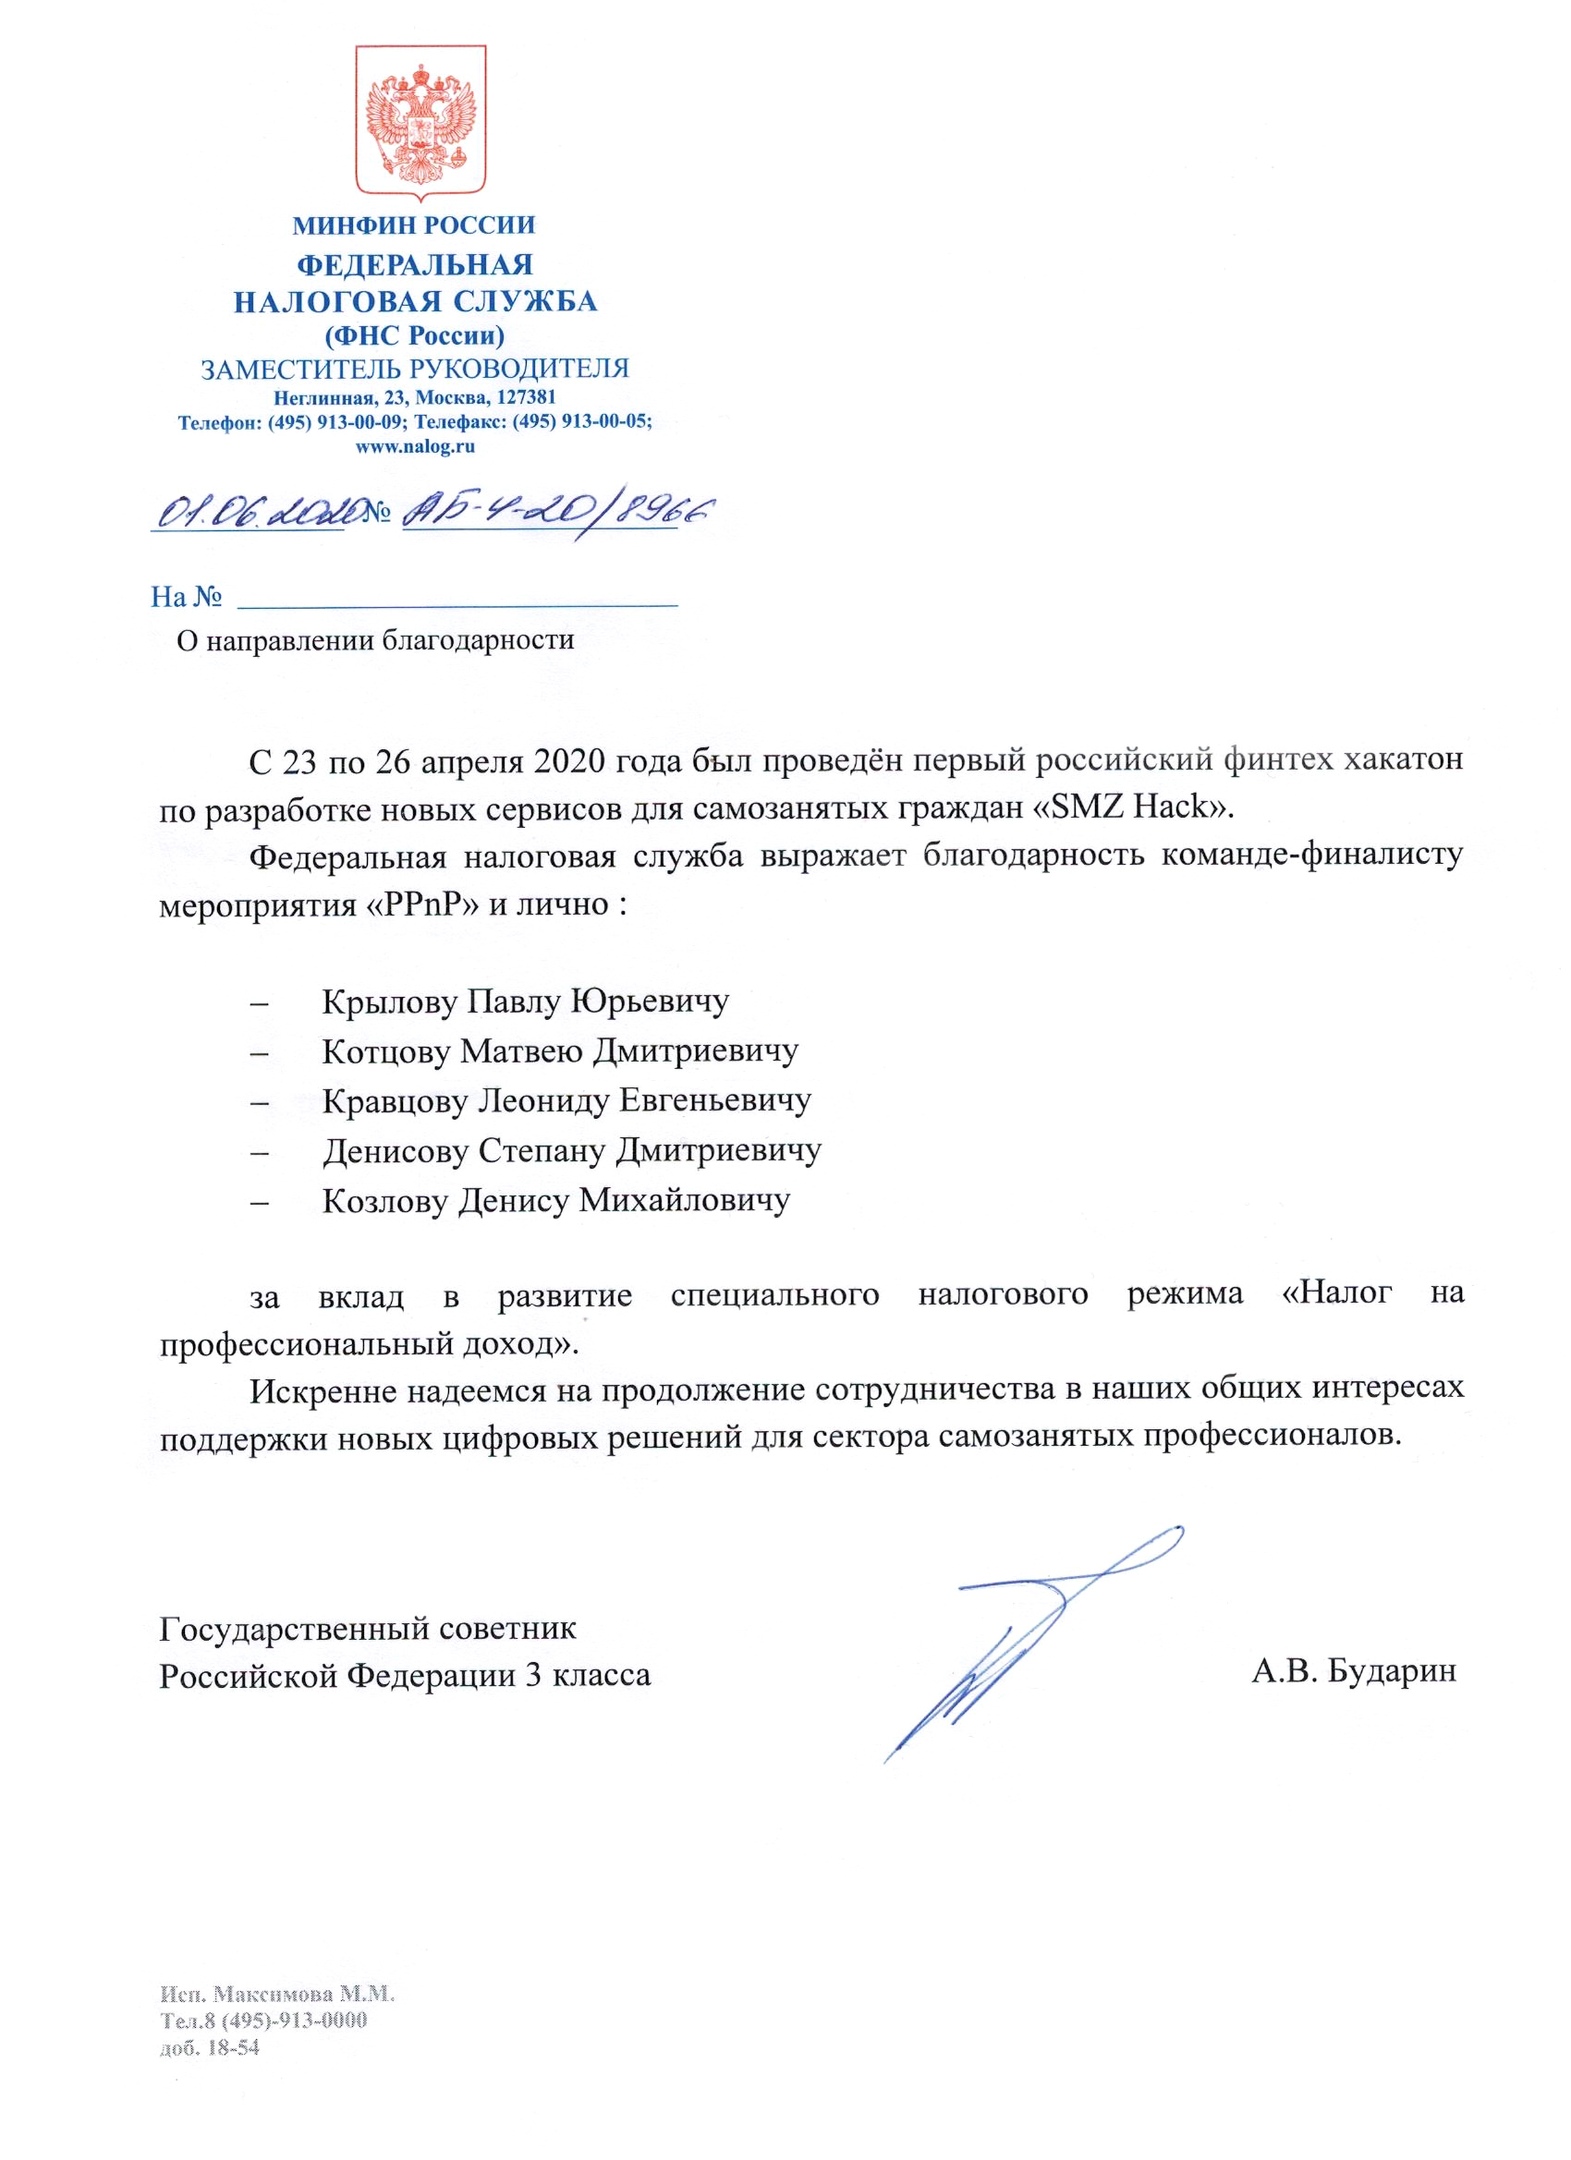 МИНФИН РОССИИ
ФЕДЕРАЛЬНАЯ
НАЛОГОВАЯ СЛУЖБА
(ФНС России)
ЗАМЕСТИТЕЛЬ РУКОВОДИТЕЛЯ
Неглинная, 23, Москва, 127381
Телефон: (495) 913-00-09; Телефакс: (495) 913-00-05;
www.nalog.ru
01.06.2020 № АБ-4-20/8966
На №
О направлении благодарности
С 23 по 26 апреля 2020 года был проведён первый российский финтех хакатон
по разработке новых сервисов для самозанятых граждан «SMZ Hack».
Федеральная налоговая служба выражает благодарность команде-финалисту
мероприятия «PPnP» и лично :
– Крылову Павлу Юрьевичу
– Котцову Матвею Дмитриевичу
– Кравцову Леониду Евгеньевичу
– Денисову Степану Дмитриевичу
– Козлову Денису Михайловичу
за вклад в развитие специального налогового режима «Налог на
профессиональный доход».
Искренне надеемся на продолжение сотрудничества в наших общих интересах
поддержки новых цифровых решений для сектора самозанятых профессионалов.
Государственный советник
Российской Федерации 3 класса А.В. Бударин
Исп. Максимова М.М.
Тел.8 (495)-913-0000
доб. 18-54